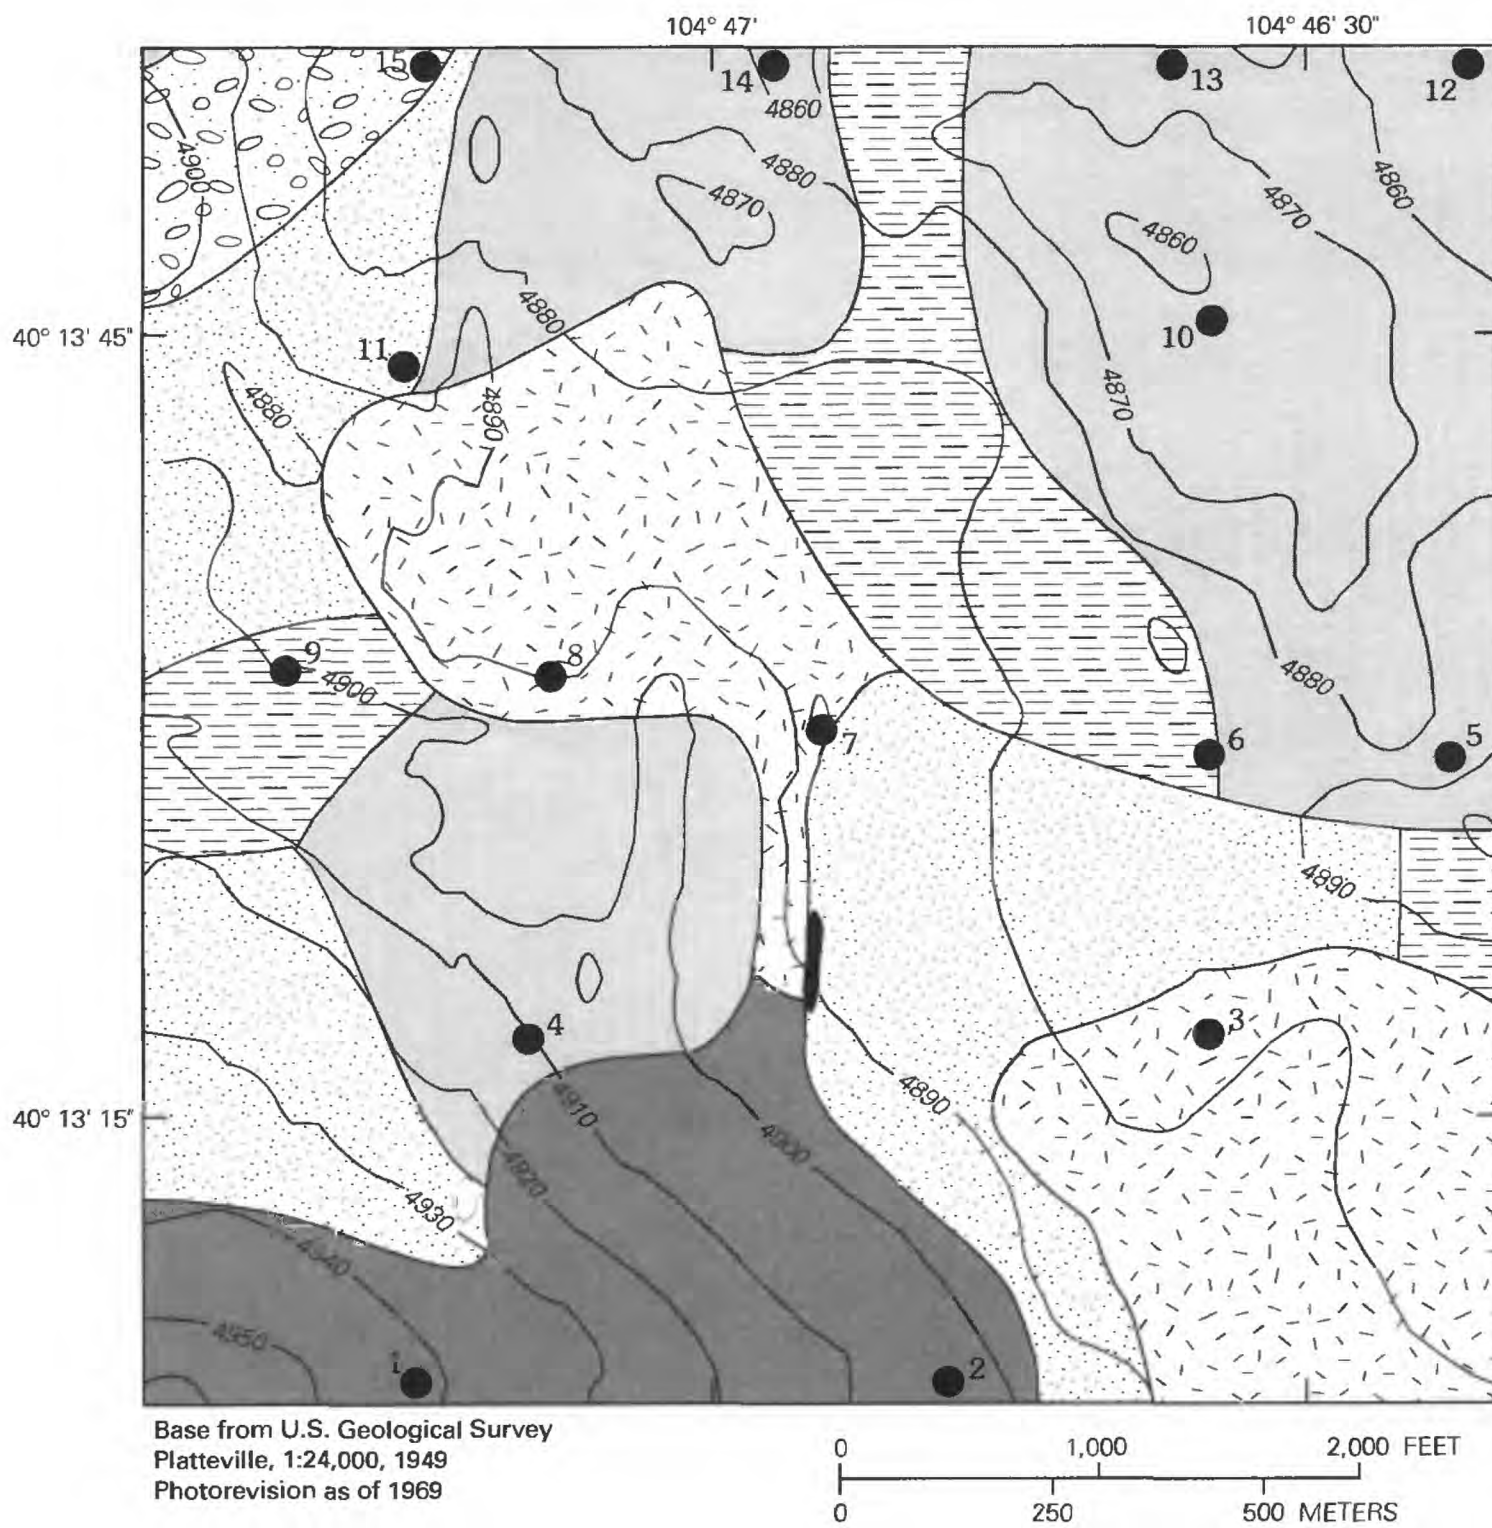 104° 47' 104° 46' 30"
15 14 13 12
4860
4900 4880 4860
4870 4870
4860
4880
40° 13' 45"
11 10
4870
4880 4890
9 8
4900 4880
7 6 5
4890
4 3
4910 4890
40° 13' 15"
4900
4920
4930
4940
4950
1 2
Base from U.S. Geological Survey
Platteville, 1:24,000, 1949
Photorevision as of 1969
0 1,000 2,000 FEET
0 250 500 METERS